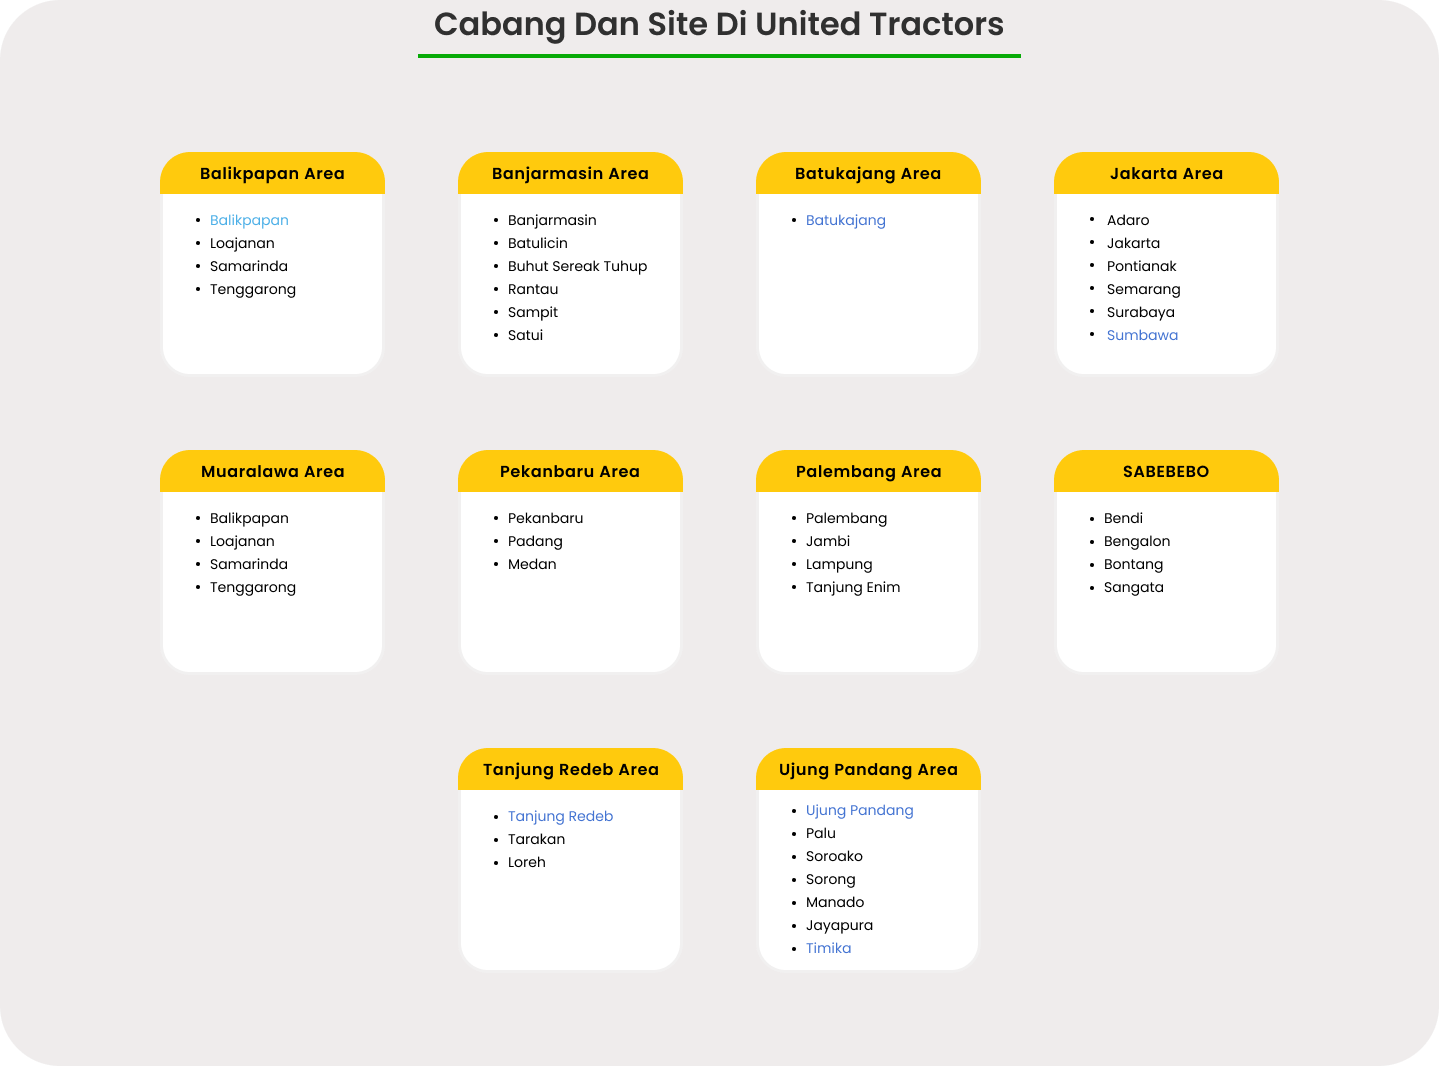 Cabang Dan Site Di United Tractors
Balikpapan Area
• Balikpapan
• Loajanan
• Samarinda
• Tenggarong
Banjarmasin Area
• Banjarmasin
• Batulicin
• Buhut Sereak Tuhup
• Rantau
• Sampit
• Satui
Batukajang Area
• Batukajang
Jakarta Area
• Adaro
• Jakarta
• Pontianak
• Semarang
• Surabaya
• Sumbawa
Muaralawa Area
• Balikpapan
• Loajanan
• Samarinda
• Tenggarong
Pekanbaru Area
• Pekanbaru
• Padang
• Medan
Palembang Area
• Palembang
• Jambi
• Lampung
• Tanjung Enim
SABEBEBO
• Bendi
• Bengalon
• Bontang
• Sangata
Tanjung Redeb Area
• Tanjung Redeb
• Tarakan
• Loreh
Ujung Pandang Area
• Ujung Pandang
• Palu
• Soroako
• Sorong
• Manado
• Jayapura
• Timika